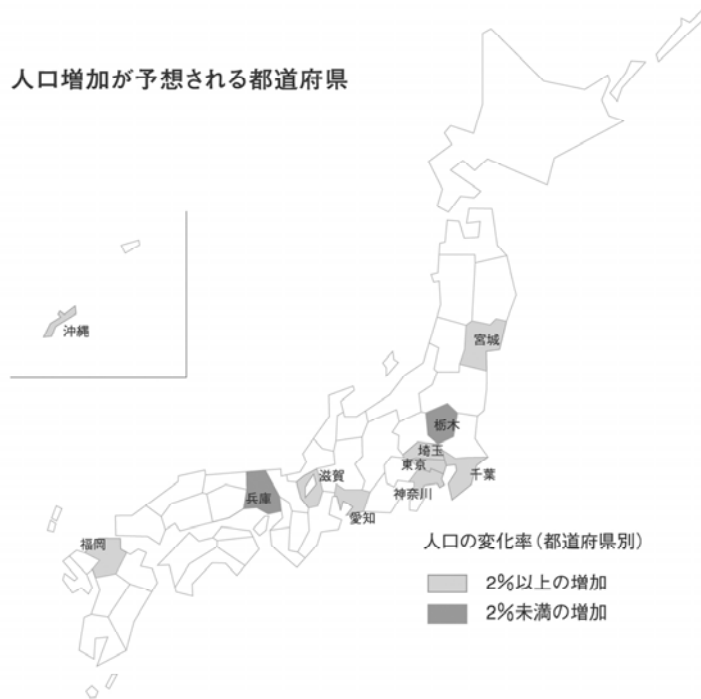 人口増加が予想される都道府県
沖縄
宮城
栃木
埼玉
東京
千葉
神奈川
滋賀
兵庫
愛知
福岡
人口の変化率(都道府県別)
2%以上の増加
2%未満の増加